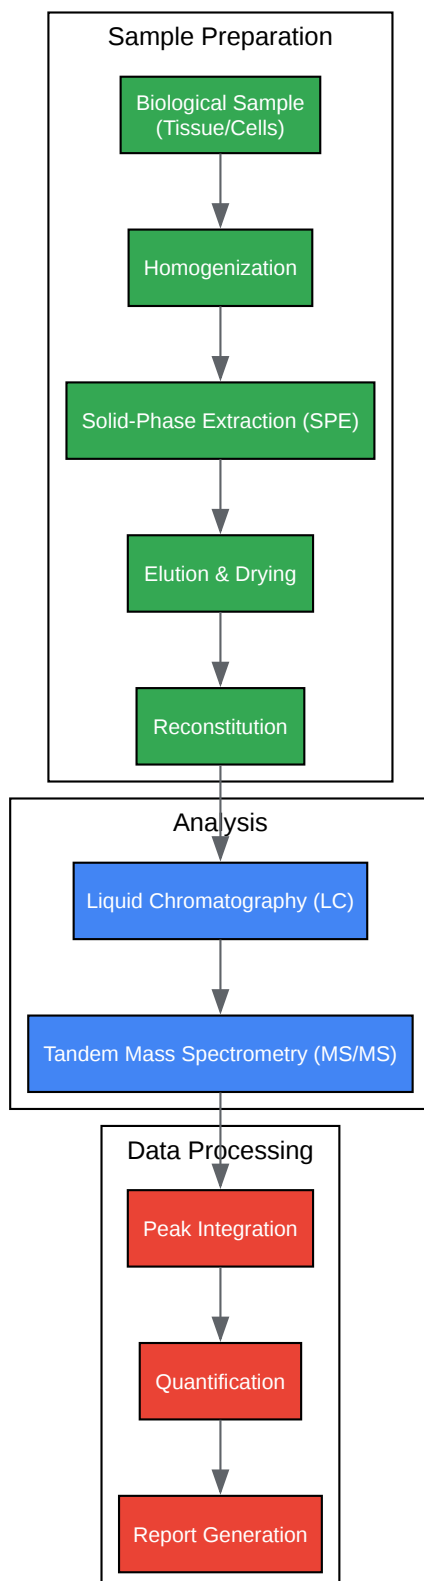 Sample Preparation
Biological Sample
(Tissue/Cells)
Homogenization
Solid-Phase Extraction (SPE)
Elution & Drying
Reconstitution
Analysis
Liquid Chromatography (LC)
Tandem Mass Spectrometry (MS/MS)
Data Processing
Peak Integration
Quantification
Report Generation